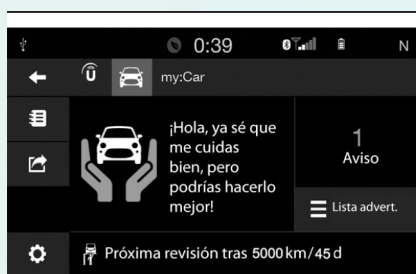 0:39
N
Ū my:Car
¡Hola, ya sé que
me cuidas
bien, pero
podrías hacerlo
mejor!
1
Aviso
Lista advert.
Próxima revisión tras 5000 km/45 d